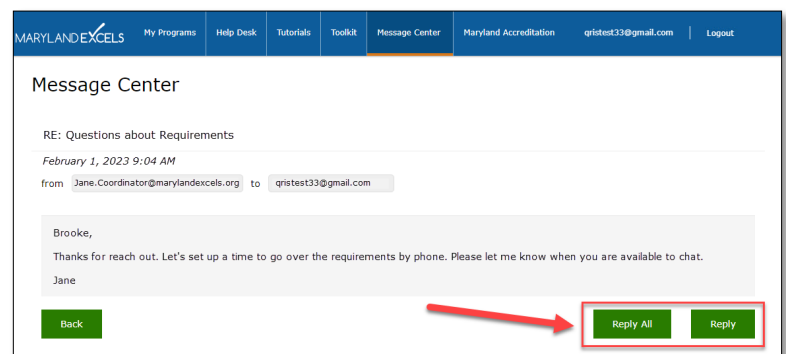 MARYLAND EXCELS My Programs Help Desk Tutorials Toolkit Message Center Maryland Accreditation qristest33@gmail.com | Logout
Message Center
RE: Questions about Requirements
February 1, 2023 9:04 AM
from Jane.Coordinator@marylandexcels.org to qristest33@gmail.com
Brooke,
Thanks for reach out. Let's set up a time to go over the requirements by phone. Please let me know when you are available to chat.
Jane
Back Reply All Reply